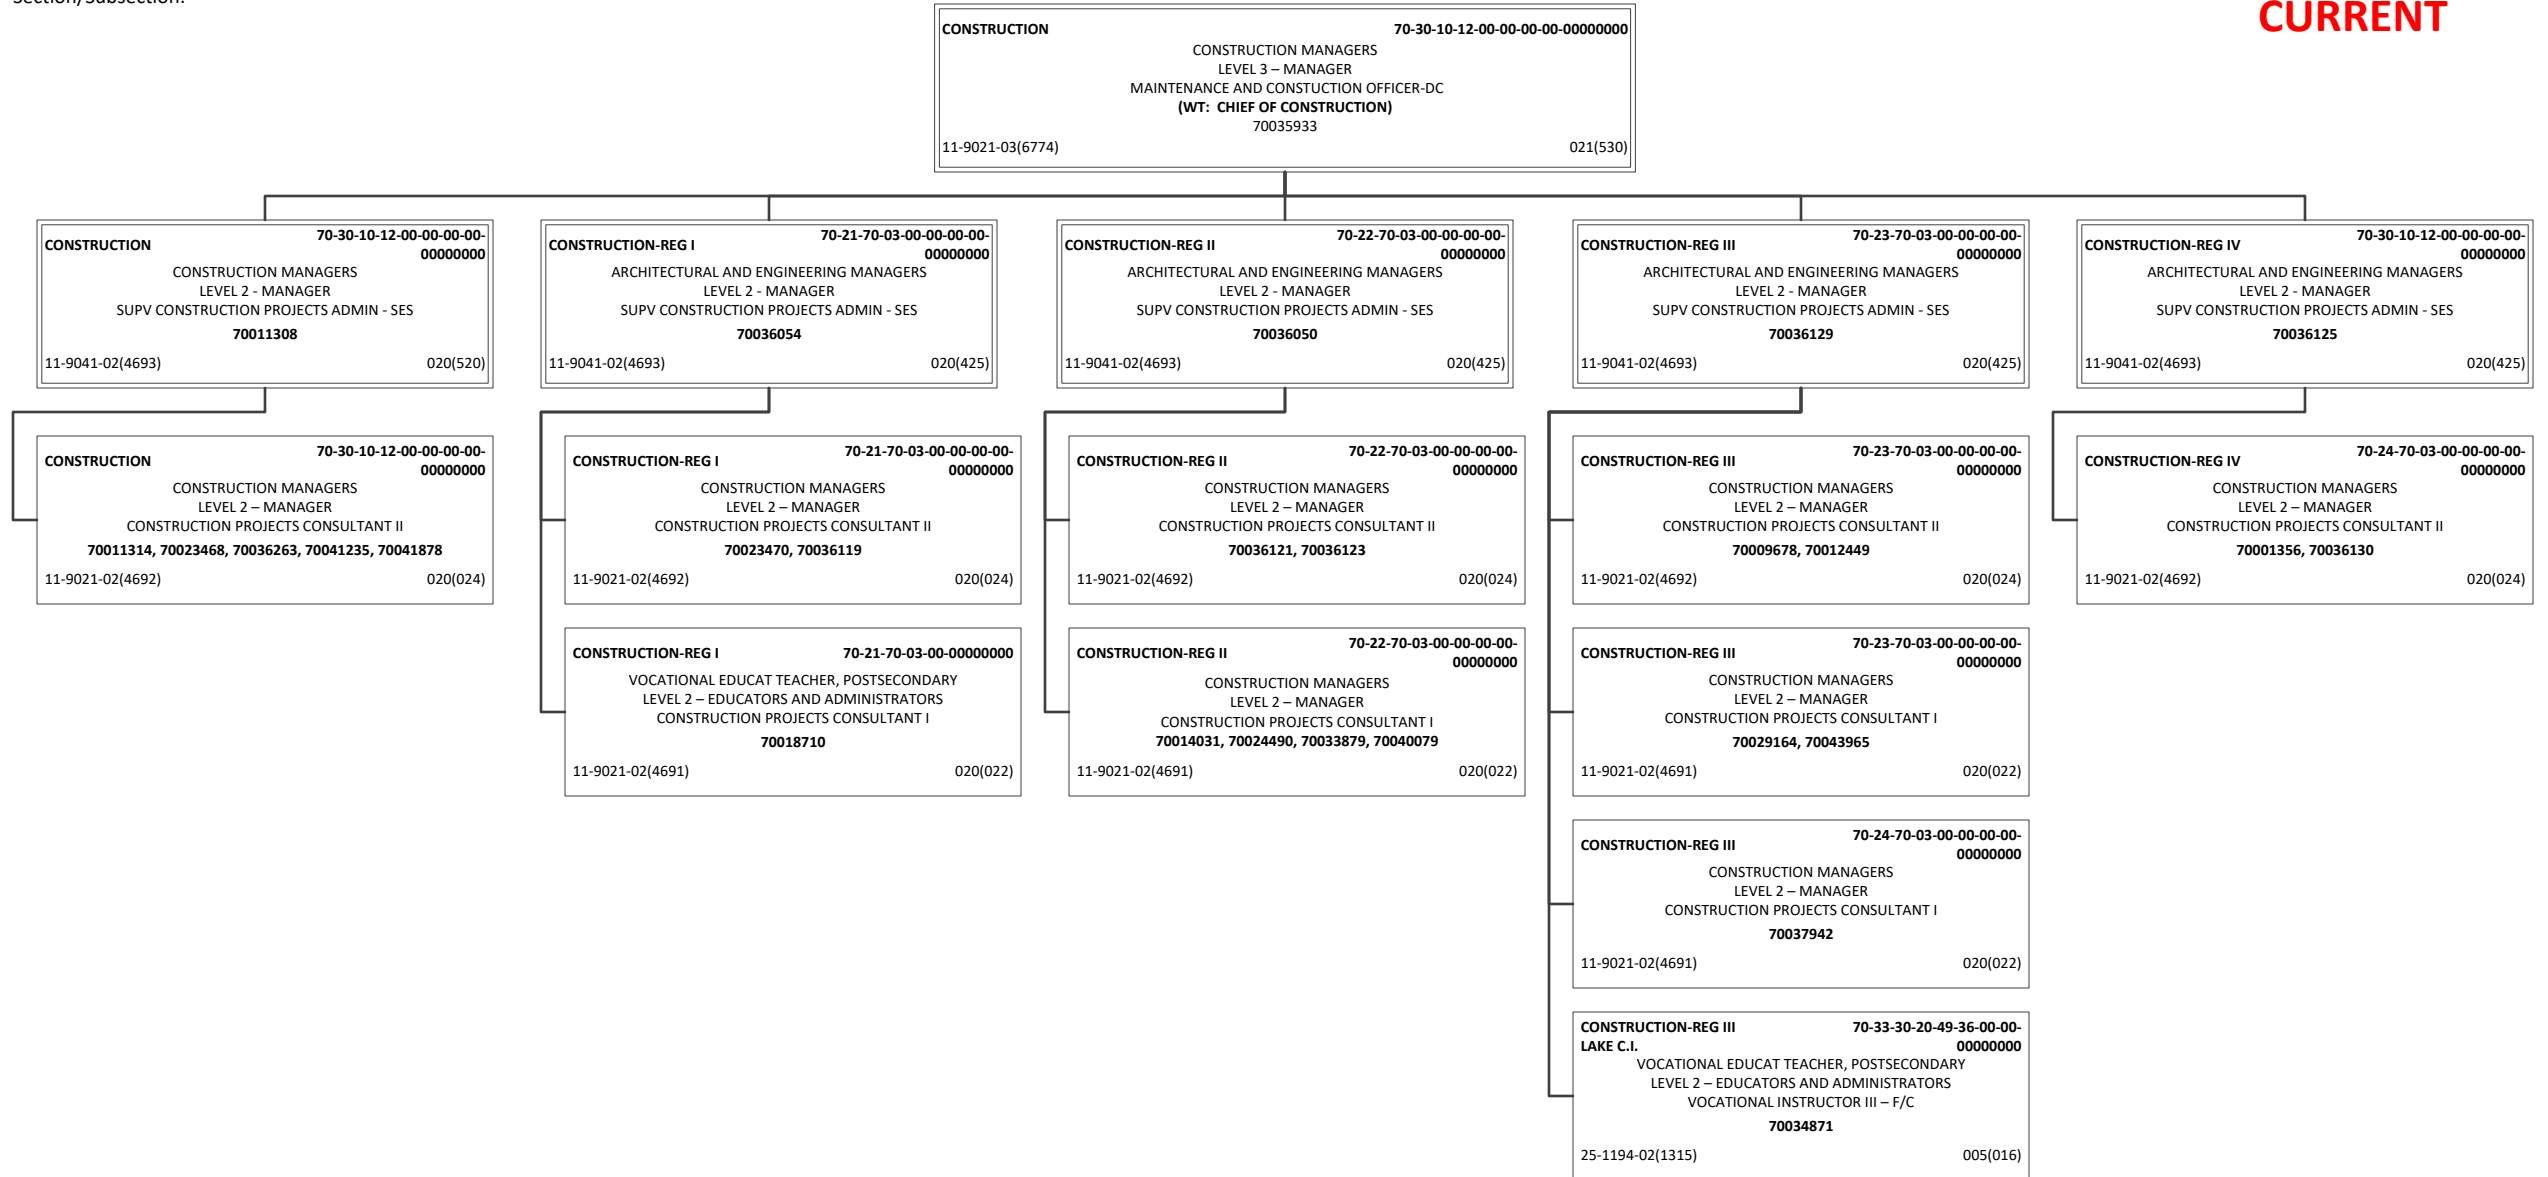 Section/Subsection:
CURRENT
CONSTRUCTION 70-30-10-12-00-00-00-00-00000000
CONSTRUCTION MANAGERS
LEVEL 3 – MANAGER
MAINTENANCE AND CONSTUCTION OFFICER-DC
(WT:  CHIEF OF CONSTRUCTION)
70035933
11-9021-03(6774) 021(530)
CONSTRUCTION 70-30-10-12-00-00-00-00-
00000000
CONSTRUCTION MANAGERS
LEVEL 2 - MANAGER
SUPV CONSTRUCTION PROJECTS ADMIN - SES
70011308
11-9041-02(4693) 020(520)
CONSTRUCTION-REG I 70-21-70-03-00-00-00-00-
00000000
ARCHITECTURAL AND ENGINEERING MANAGERS
LEVEL 2 - MANAGER
SUPV CONSTRUCTION PROJECTS ADMIN - SES
70036054
11-9041-02(4693) 020(425)
CONSTRUCTION-REG II 70-22-70-03-00-00-00-00-
00000000
ARCHITECTURAL AND ENGINEERING MANAGERS
LEVEL 2 - MANAGER
SUPV CONSTRUCTION PROJECTS ADMIN - SES
70036050
11-9041-02(4693) 020(425)
CONSTRUCTION-REG III 70-23-70-03-00-00-00-00-
00000000
ARCHITECTURAL AND ENGINEERING MANAGERS
LEVEL 2 - MANAGER
SUPV CONSTRUCTION PROJECTS ADMIN - SES
70036129
11-9041-02(4693) 020(425)
CONSTRUCTION-REG IV 70-30-10-12-00-00-00-00-
00000000
ARCHITECTURAL AND ENGINEERING MANAGERS
LEVEL 2 - MANAGER
SUPV CONSTRUCTION PROJECTS ADMIN - SES
70036125
11-9041-02(4693) 020(425)
CONSTRUCTION 70-30-10-12-00-00-00-00-
00000000
CONSTRUCTION MANAGERS
LEVEL 2 – MANAGER
CONSTRUCTION PROJECTS CONSULTANT II
70011314, 70023468, 70036263, 70041235, 70041878
11-9021-02(4692) 020(024)
CONSTRUCTION-REG I 70-21-70-03-00-00-00-00-
00000000
CONSTRUCTION MANAGERS
LEVEL 2 – MANAGER
CONSTRUCTION PROJECTS CONSULTANT II
70023470, 70036119
11-9021-02(4692) 020(024)
CONSTRUCTION-REG II 70-22-70-03-00-00-00-00-
00000000
CONSTRUCTION MANAGERS
LEVEL 2 – MANAGER
CONSTRUCTION PROJECTS CONSULTANT II
70036121, 70036123
11-9021-02(4692) 020(024)
CONSTRUCTION-REG III 70-23-70-03-00-00-00-00-
00000000
CONSTRUCTION MANAGERS
LEVEL 2 – MANAGER
CONSTRUCTION PROJECTS CONSULTANT II
70009678, 70012449
11-9021-02(4692) 020(024)
CONSTRUCTION-REG IV 70-24-70-03-00-00-00-00-
00000000
CONSTRUCTION MANAGERS
LEVEL 2 – MANAGER
CONSTRUCTION PROJECTS CONSULTANT II
70001356, 70036130
11-9021-02(4692) 020(024)
CONSTRUCTION-REG I 70-21-70-03-00-00000000
VOCATIONAL EDUCAT TEACHER, POSTSECONDARY
LEVEL 2 – EDUCATORS AND ADMINISTRATORS
CONSTRUCTION PROJECTS CONSULTANT I
70018710
11-9021-02(4691) 020(022)
CONSTRUCTION-REG II 70-22-70-03-00-00-00-00-
00000000
CONSTRUCTION MANAGERS
LEVEL 2 – MANAGER
CONSTRUCTION PROJECTS CONSULTANT I
70014031, 70024490, 70033879, 70040079
11-9021-02(4691) 020(022)
CONSTRUCTION-REG III 70-23-70-03-00-00-00-00-
00000000
CONSTRUCTION MANAGERS
LEVEL 2 – MANAGER
CONSTRUCTION PROJECTS CONSULTANT I
70029164, 70043965
11-9021-02(4691) 020(022)
CONSTRUCTION-REG III 70-24-70-03-00-00-00-00-
00000000
CONSTRUCTION MANAGERS
LEVEL 2 – MANAGER
CONSTRUCTION PROJECTS CONSULTANT I
70037942
11-9021-02(4691) 020(022)
CONSTRUCTION-REG III 70-33-30-20-49-36-00-00-
LAKE C.I. 00000000
VOCATIONAL EDUCAT TEACHER, POSTSECONDARY
LEVEL 2 – EDUCATORS AND ADMINISTRATORS
VOCATIONAL INSTRUCTOR III – F/C
70034871
25-1194-02(1315) 005(016)